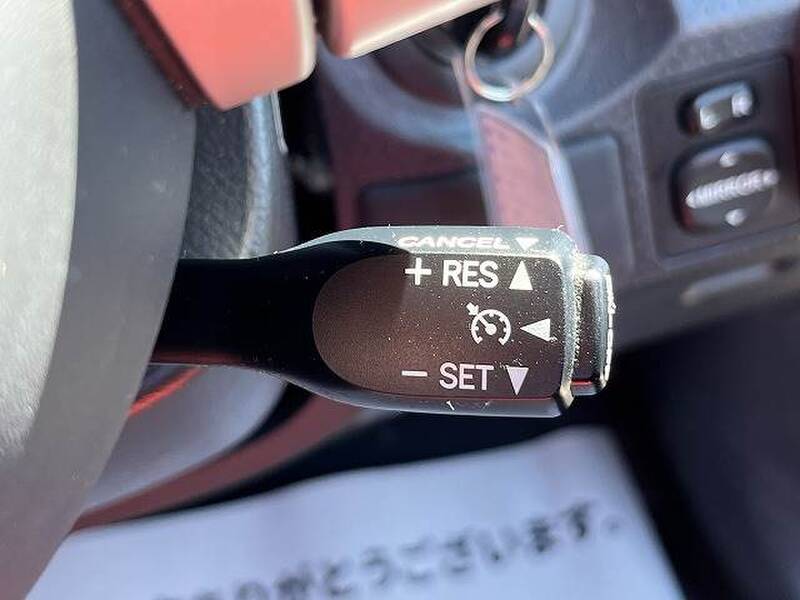 L R
MIRROR
CANCEL▼
+ RES ▲
◀
− SET ▼
ありがとうございます。